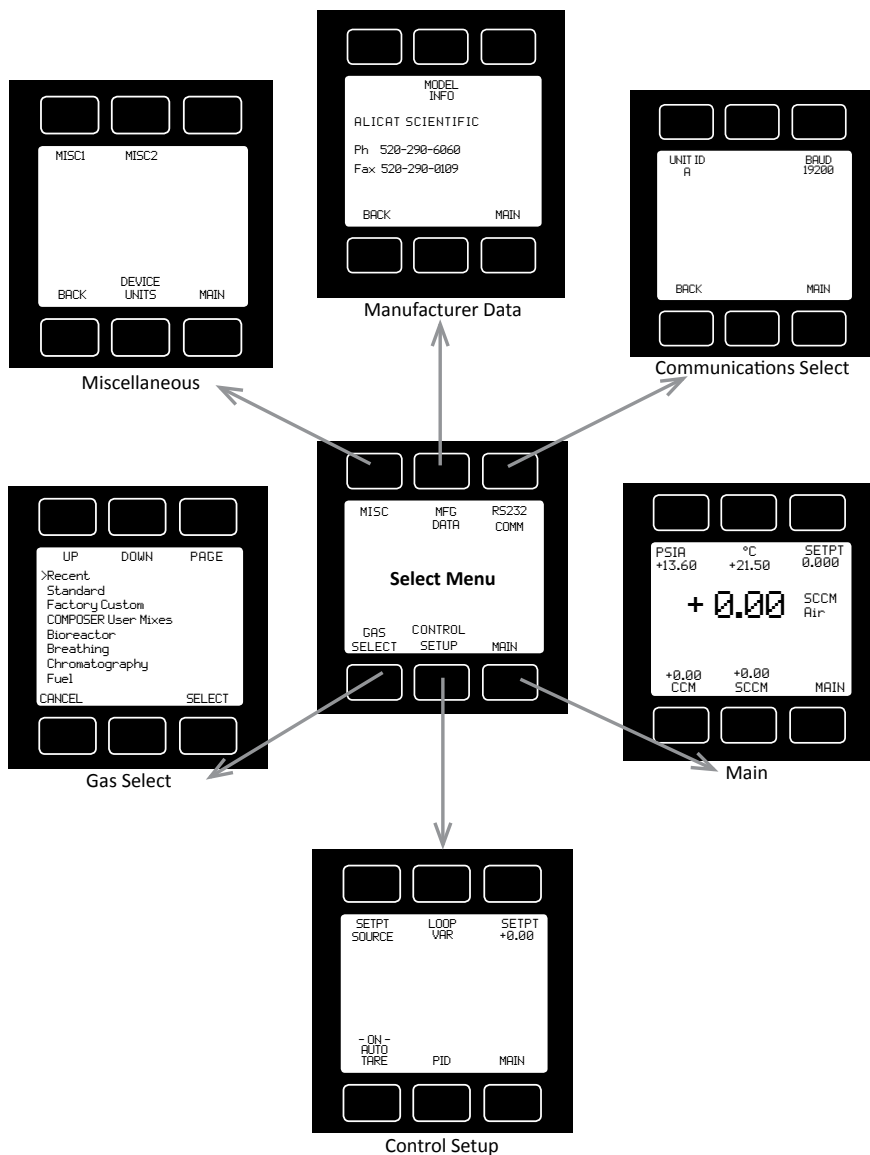 MODEL
INFO
ALICAT SCIENTIFIC
Ph 520-290-6060
Fax 520-290-0109
BACK MAIN
Manufacturer Data
MISC1 MISC2
DEVICE
BACK UNITS MAIN
Miscellaneous
UNIT ID BAUD
A 19200
BACK MAIN
Communications Select
MISC MFG RS232
DATA COMM
Select Menu
GAS CONTROL
SELECT SETUP MAIN
UP DOWN PAGE
>Recent
Standard
Factory Custom
COMPOSER User Mixes
Bioreactor
Breathing
Chromatography
Fuel
CANCEL SELECT
Gas Select
PSIA °C SETPT
+13.60 +21.50 0.000
+ 0.00 SCCM
Air
+0.00 +0.00
CCM SCCM MAIN
Main
SETPT LOOP SETPT
SOURCE VAR +0.00
- ON -
AUTO
TARE PID MAIN
Control Setup